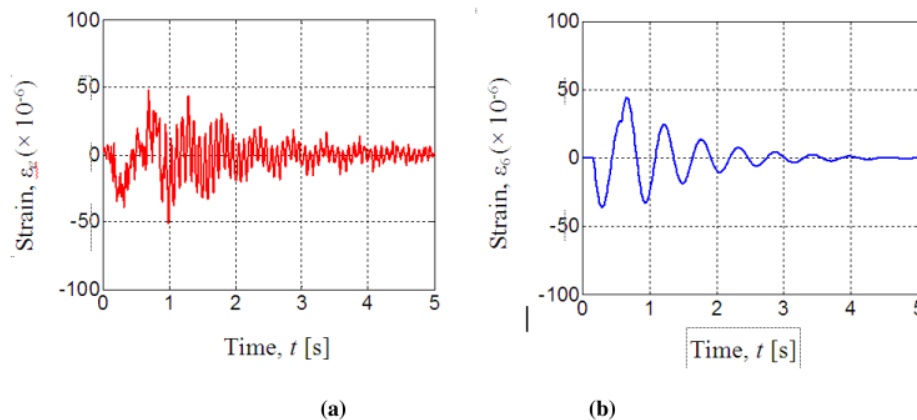 100
50
0
-50
-100
0 1 2 3 4 5
Strain, ε2 (× 10-6)
Time, t [s]
(a)
100
50
0
-50
-100
0 1 2 3 4 5
Strain, ε6 (× 10-6)
Time, t [s]
(b)